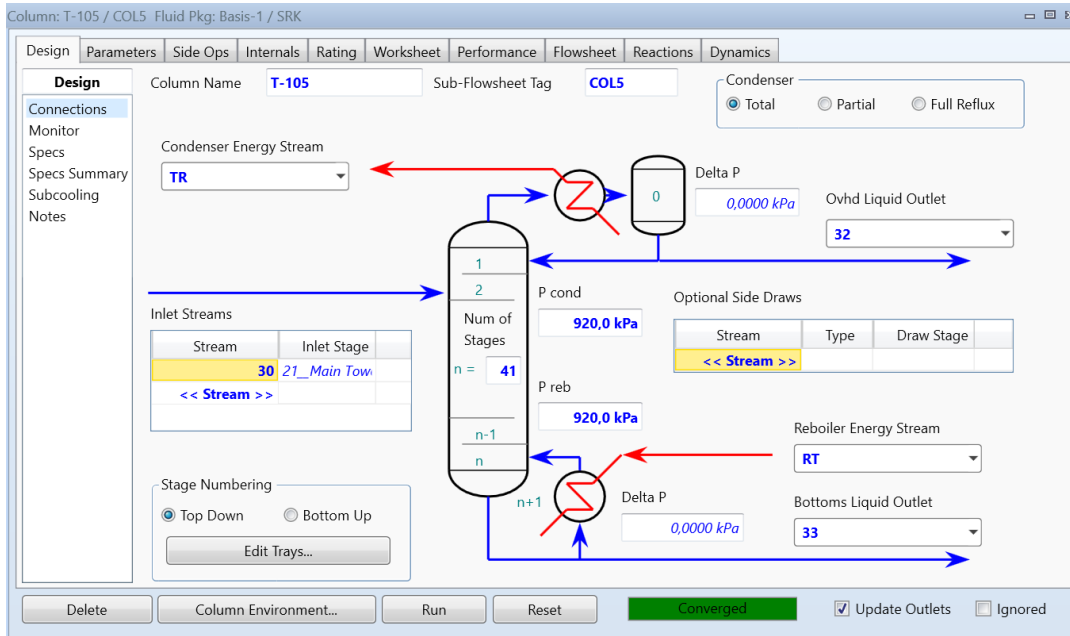 Column: T-105 / COL5 Fluid Pkg: Basis-1 / SRK
Design Parameters Side Ops Internals Rating Worksheet Performance Flowsheet Reactions Dynamics
Design
Connections
Monitor
Specs
Specs Summary
Subcooling
Notes
Column Name T-105 Sub-Flowsheet Tag COL5
Condenser
Total Partial Full Reflux
Condenser Energy Stream
TR
0
Delta P
0,0000 kPa
Ovhd Liquid Outlet
32
1
2
Num of
Stages
n = 41
n-1
n
n+1
P cond
920,0 kPa
P reb
920,0 kPa
Inlet Streams
Stream Inlet Stage
30 21__Main Tow
<< Stream >>
Optional Side Draws
Stream Type Draw Stage
<< Stream >>
Reboiler Energy Stream
RT
Delta P
0,0000 kPa
Bottoms Liquid Outlet
33
Stage Numbering
Top Down Bottom Up
Edit Trays...
Delete Column Environment... Run Reset Converged Update Outlets Ignored